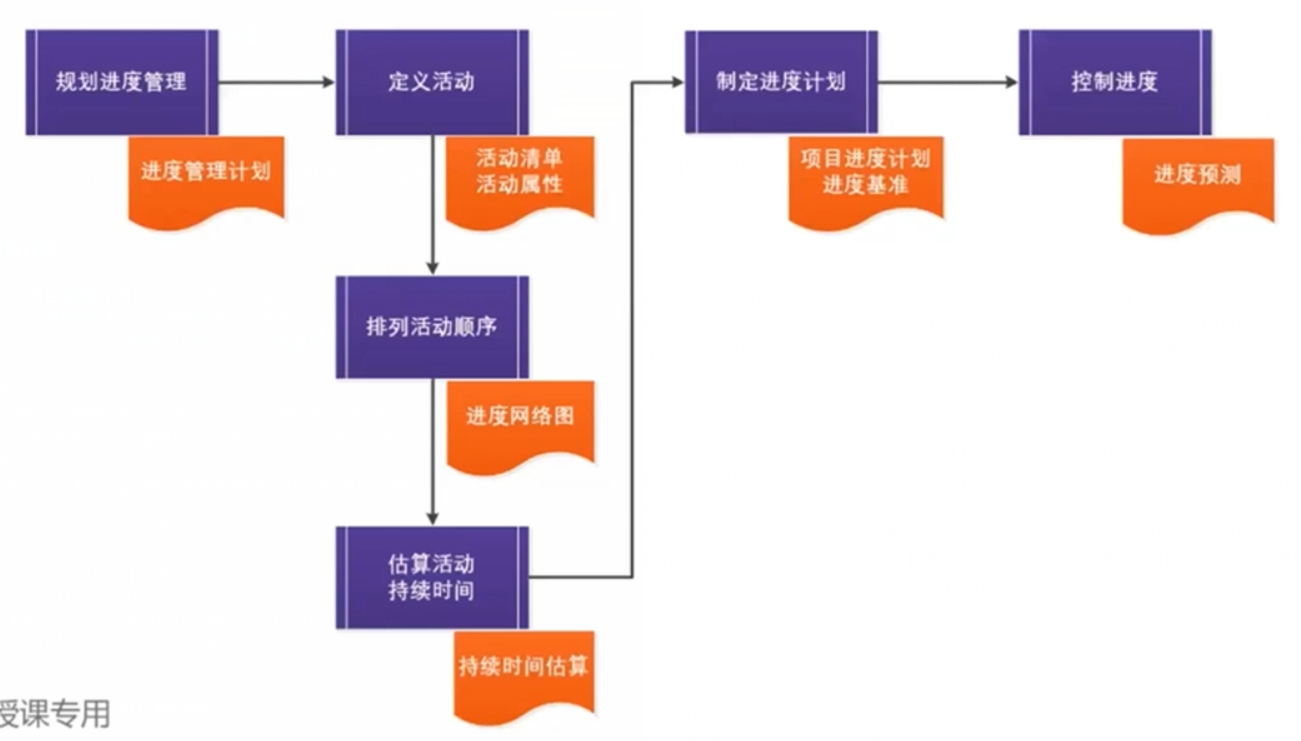 规划进度管理
进度管理计划
定义活动
活动清单
活动属性
排列活动顺序
进度网络图
估算活动
持续时间
持续时间估算
制定进度计划
项目进度计划
进度基准
控制进度
进度预测
授课专用